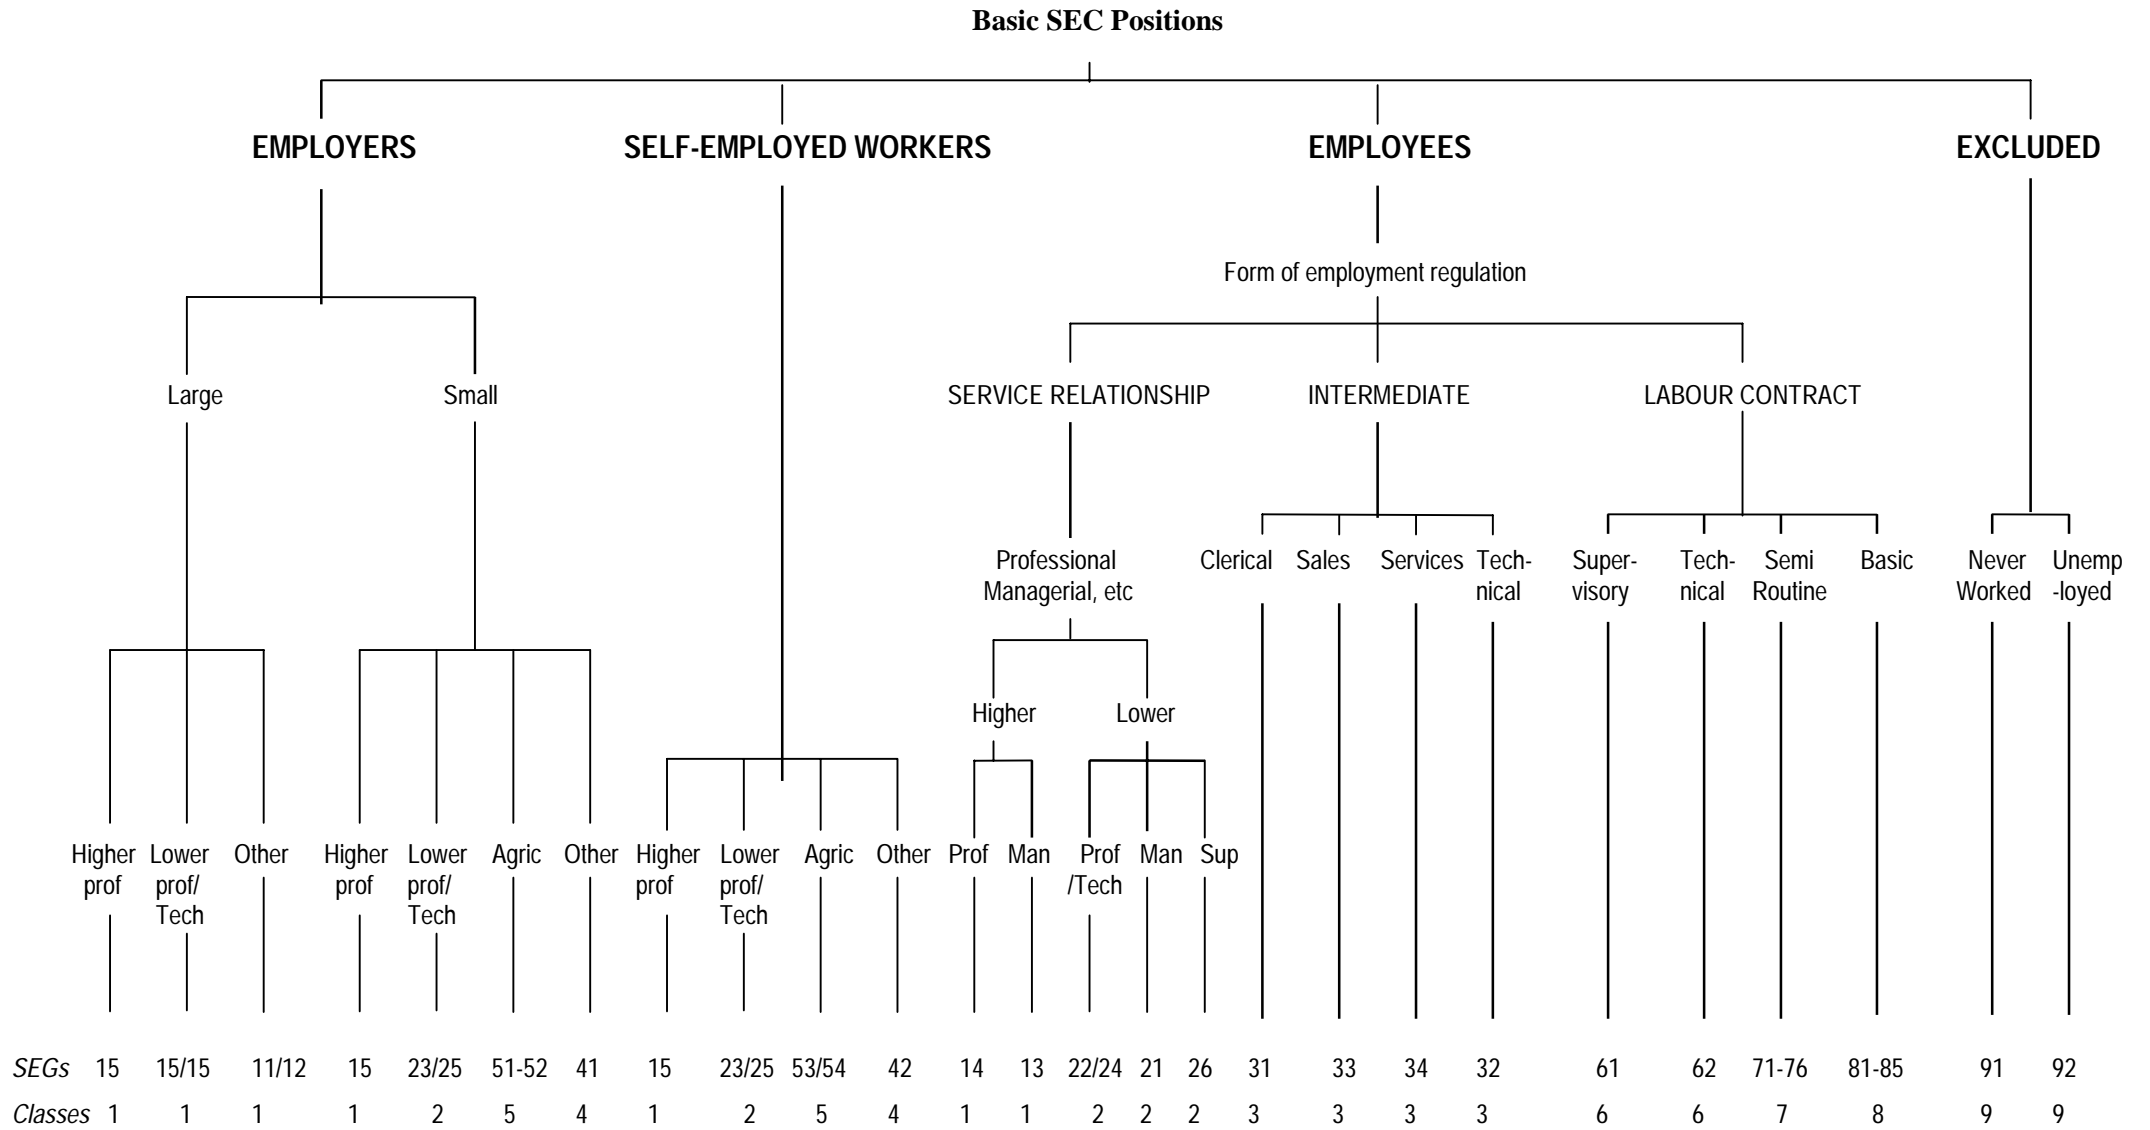 Basic SEC Positions
EMPLOYERS SELF-EMPLOYED WORKERS EMPLOYEES EXCLUDED
Form of employment regulation
Large Small SERVICE RELATIONSHIP INTERMEDIATE LABOUR CONTRACT
Professional Clerical Sales Services Tech- Super- Tech- Semi Basic Never Unemp
Managerial, etc nical visory nical Routine Worked -loyed
Higher Lower
Higher Lower Other Higher Lower Agric Other Higher Lower Agric Other Prof Man Prof Man Sup
prof prof/ prof prof/ prof prof/ /Tech
Tech Tech Tech
SEGs 15 15/15 11/12 15 23/25 51-52 41 15 23/25 53/54 42 14 13 22/24 21 26 31 33 34 32 61 62 71-76 81-85 91 92
Classes 1 1 1 1 2 5 4 1 2 5 4 1 1 2 2 2 3 3 3 3 6 6 7 8 9 9